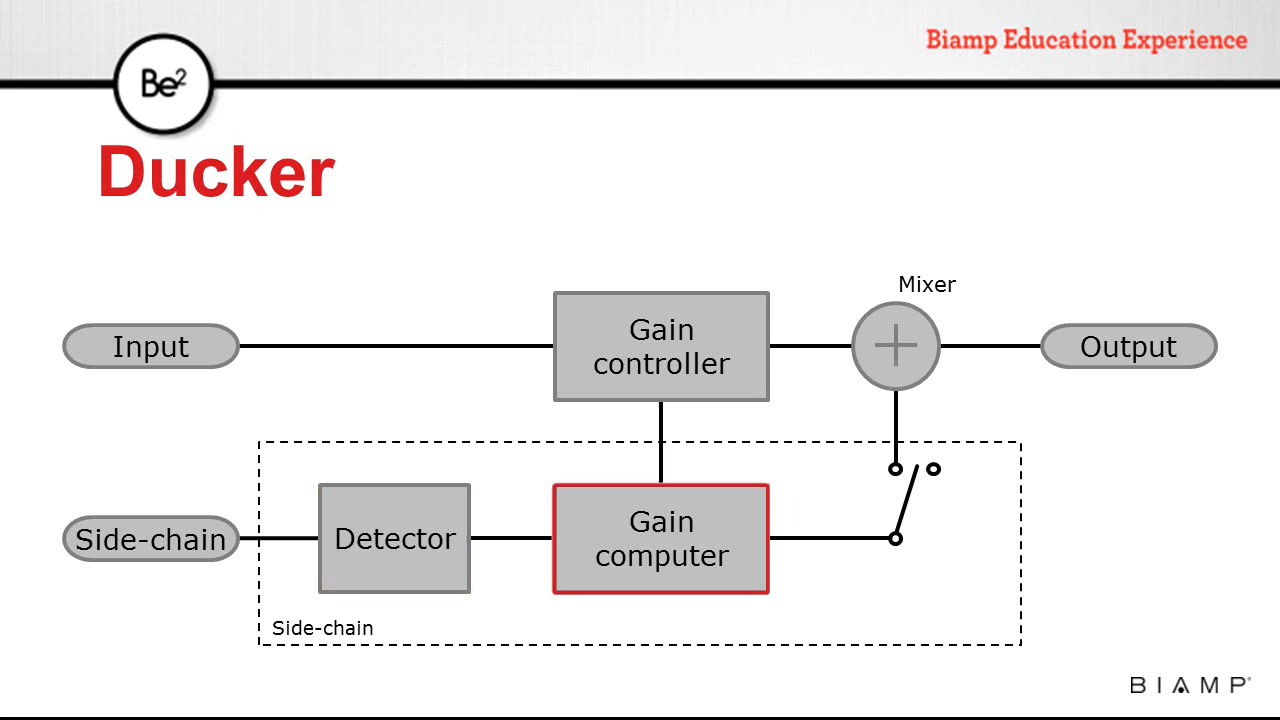 Biamp Education Experience
Be²
Ducker
Mixer
Input
Gain
controller
Output
Side-chain
Detector
Gain
computer
Side-chain
BIAMP®